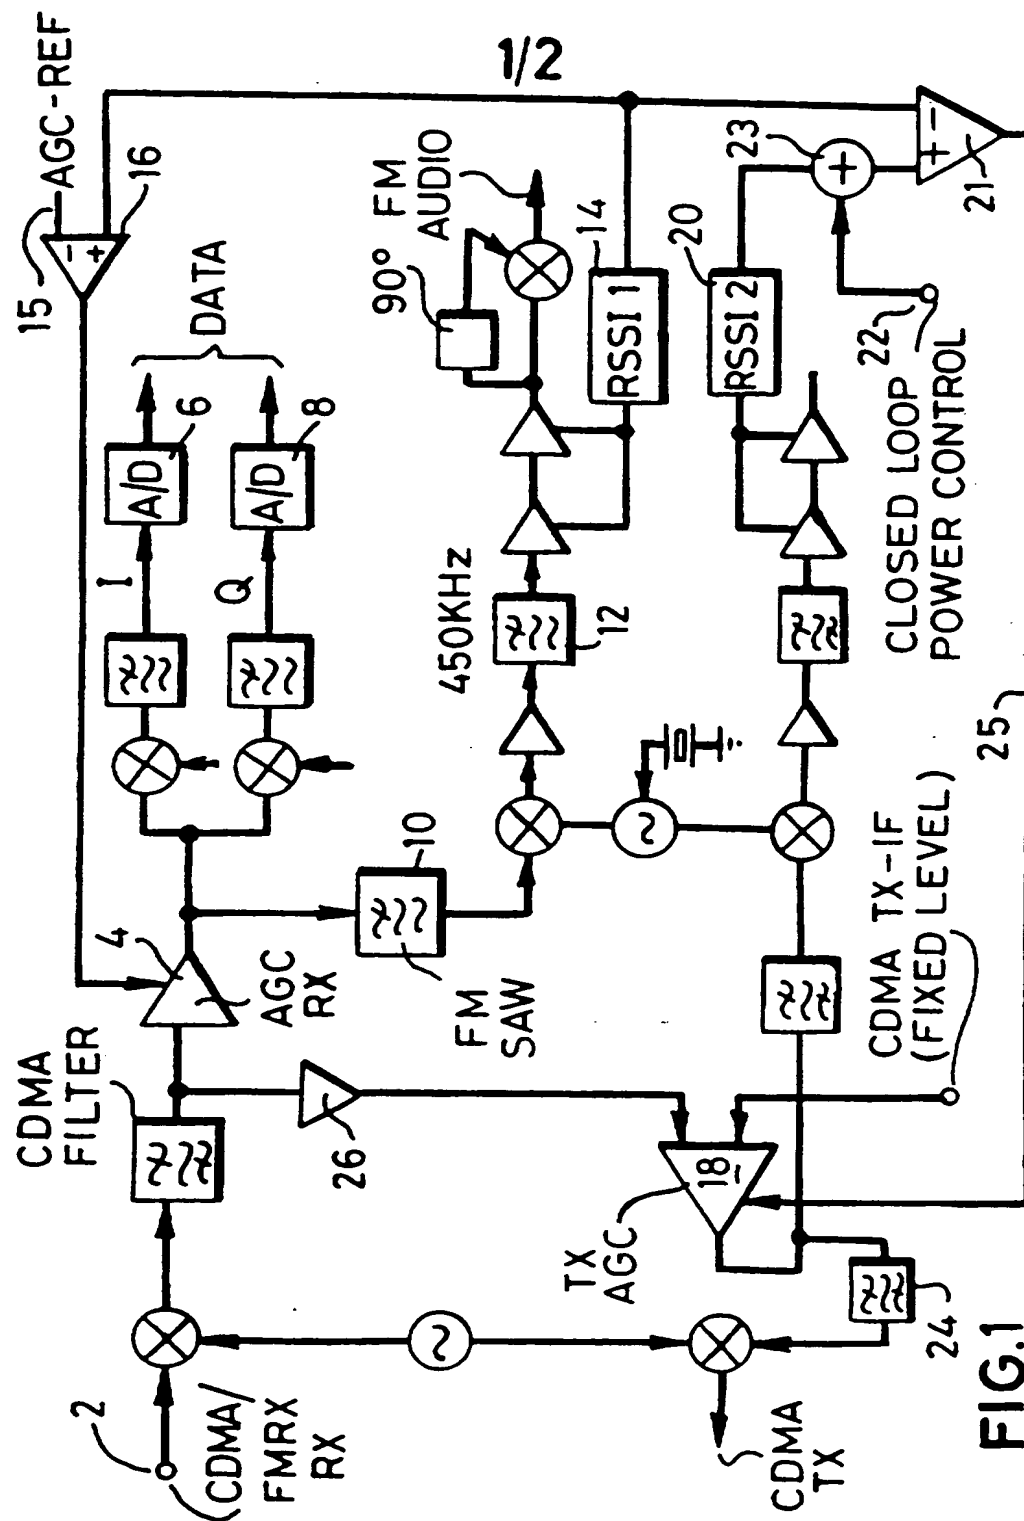 1/2
15
AGC-REF
16
DATA
I
A/D
6
Q
A/D
8
4
AGC
RX
CDMA
FILTER
2
CDMA/
FMRX
RX
10
FM
SAW
450KHz
12
90°
FM
AUDIO
14
RSSI 1
20
RSSI 2
23
21
22
CLOSED LOOP
POWER CONTROL
25
26
TX
AGC
18
CDMA TX-IF
(FIXED LEVEL)
24
CDMA
TX
FIG.1
+
-
+
+
-